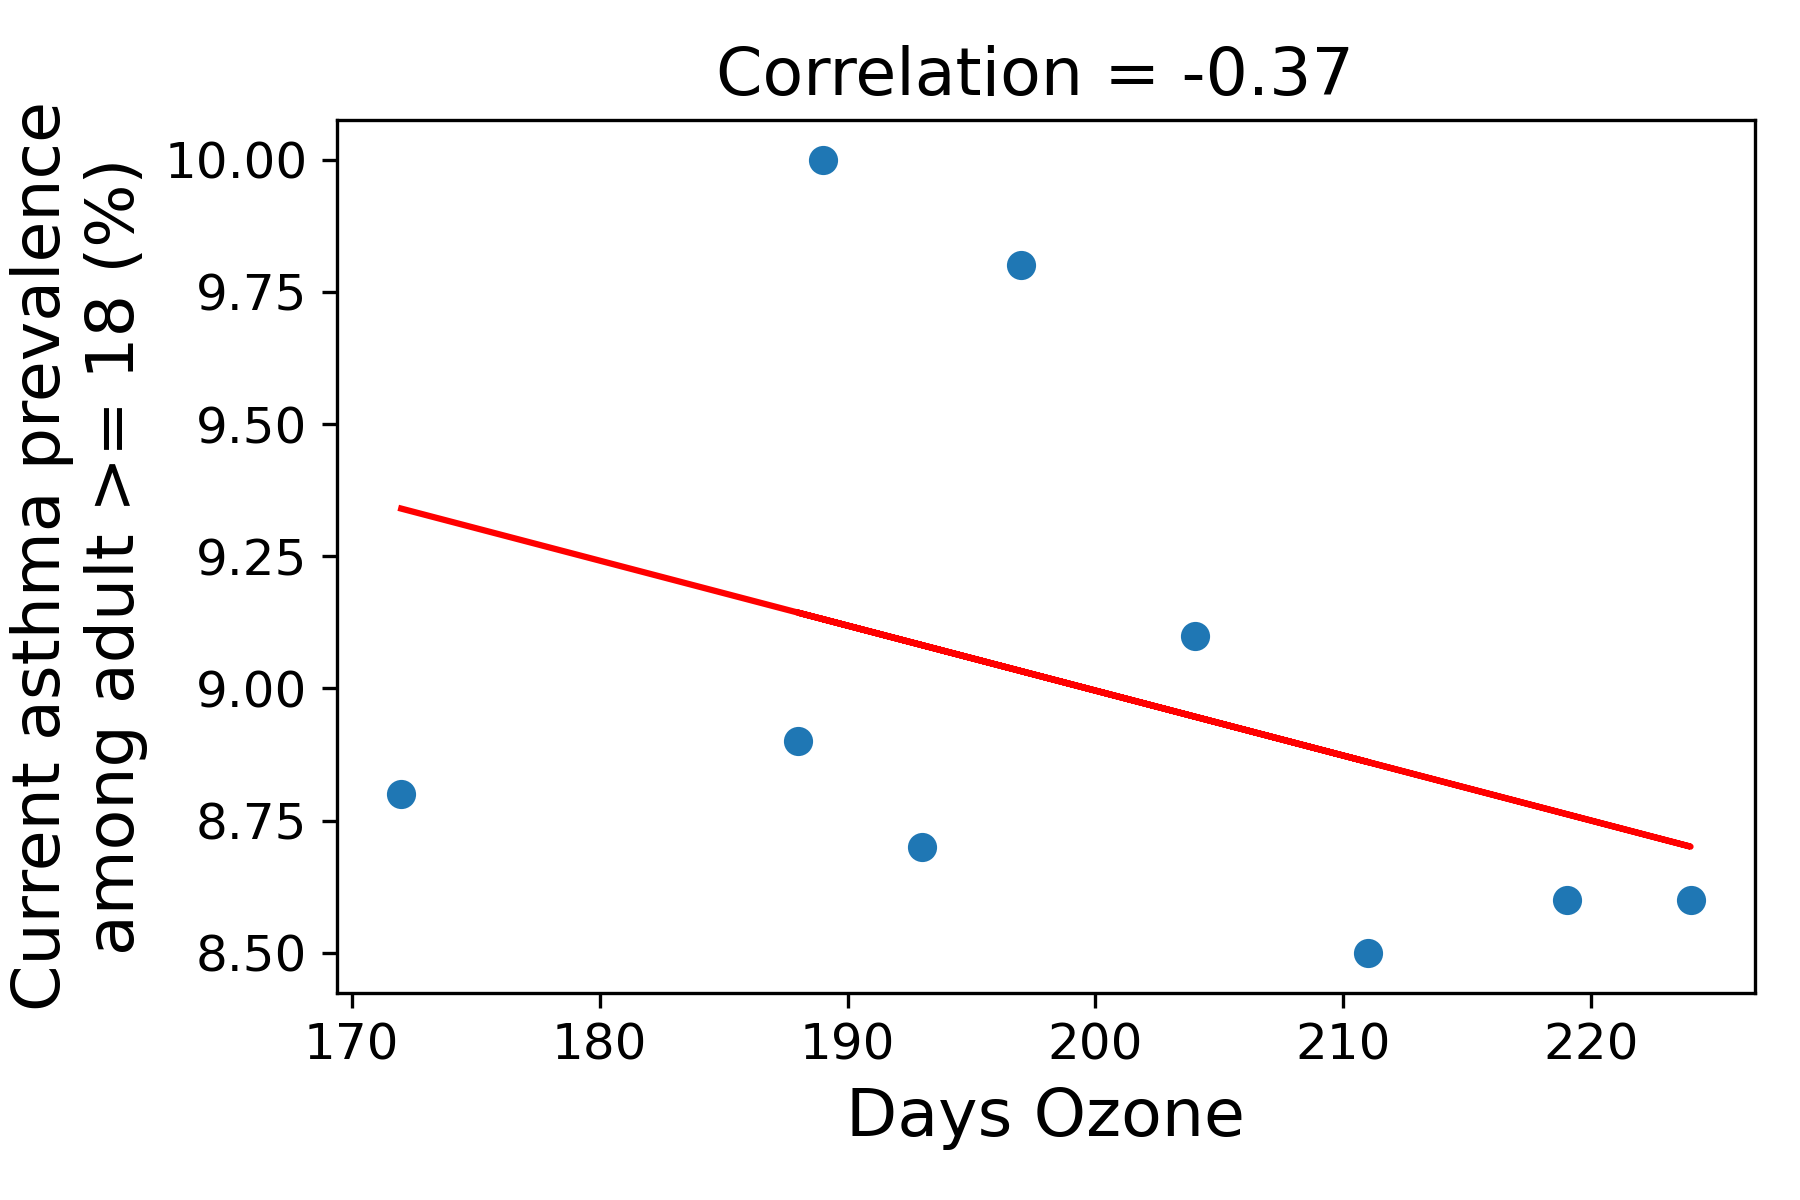 Correlation = -0.37
Current asthma prevalence
among adult >= 18 (%)
10.00
9.75
9.50
9.25
9.00
8.75
8.50
170 180 190 200 210 220
Days Ozone